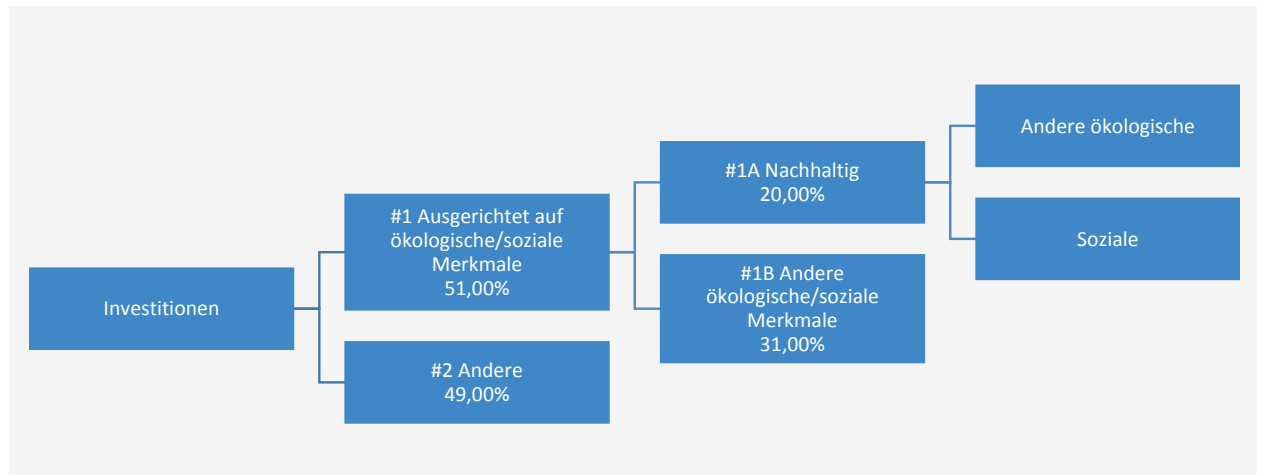 Investitionen
#1 Ausgerichtet auf
ökologische/soziale
Merkmale
51,00%
#2 Andere
49,00%
#1A Nachhaltig
20,00%
#1B Andere
ökologische/soziale
Merkmale
31,00%
Andere ökologische
Soziale